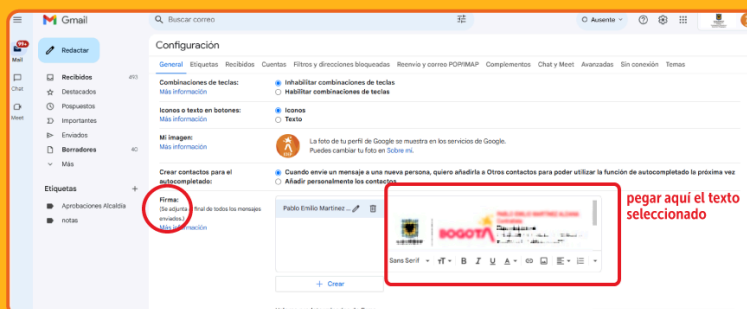 Gmail
Buscar correo
Ausente
99+
Mail
Chat
Meet
Redactar
Recibidos 493
Destacados
Pospuestos
Importantes
Enviados
Borradores
Más
Etiquetas +
Aprobaciones Alcaldía
notas
Configuración
General Etiquetas Recibidos Cuentas Filtros y direcciones bloqueadas Reenvío y correo POP/IMAP Complementos Chat y Meet Avanzadas Sin conexión Temas
Combinaciones de teclas:
Más información
Inhabilitar combinaciones de teclas
Habilitar combinaciones de teclas
Iconos o texto en botones:
Más información
Iconos
Texto
Mi imagen:
Más información
La foto de tu perfil de Google se muestra en los servicios de Google.
Puedes cambiar tu foto en Sobre mí.
Crear contactos para el
autocompletado:
Cuando envíe un mensaje a una nueva persona, quiero añadirla a Otros contactos para poder utilizar la función de autocompletado la próxima vez
Añadir personalmente los contactos
Firma:
(Se adjunta al final de todos los mensajes
enviados.)
Más información
Pablo Emilio Martinez ...
+ Crear
BOGOTÁ
Sans Serif
B I U A
pegar aquí el texto
seleccionado